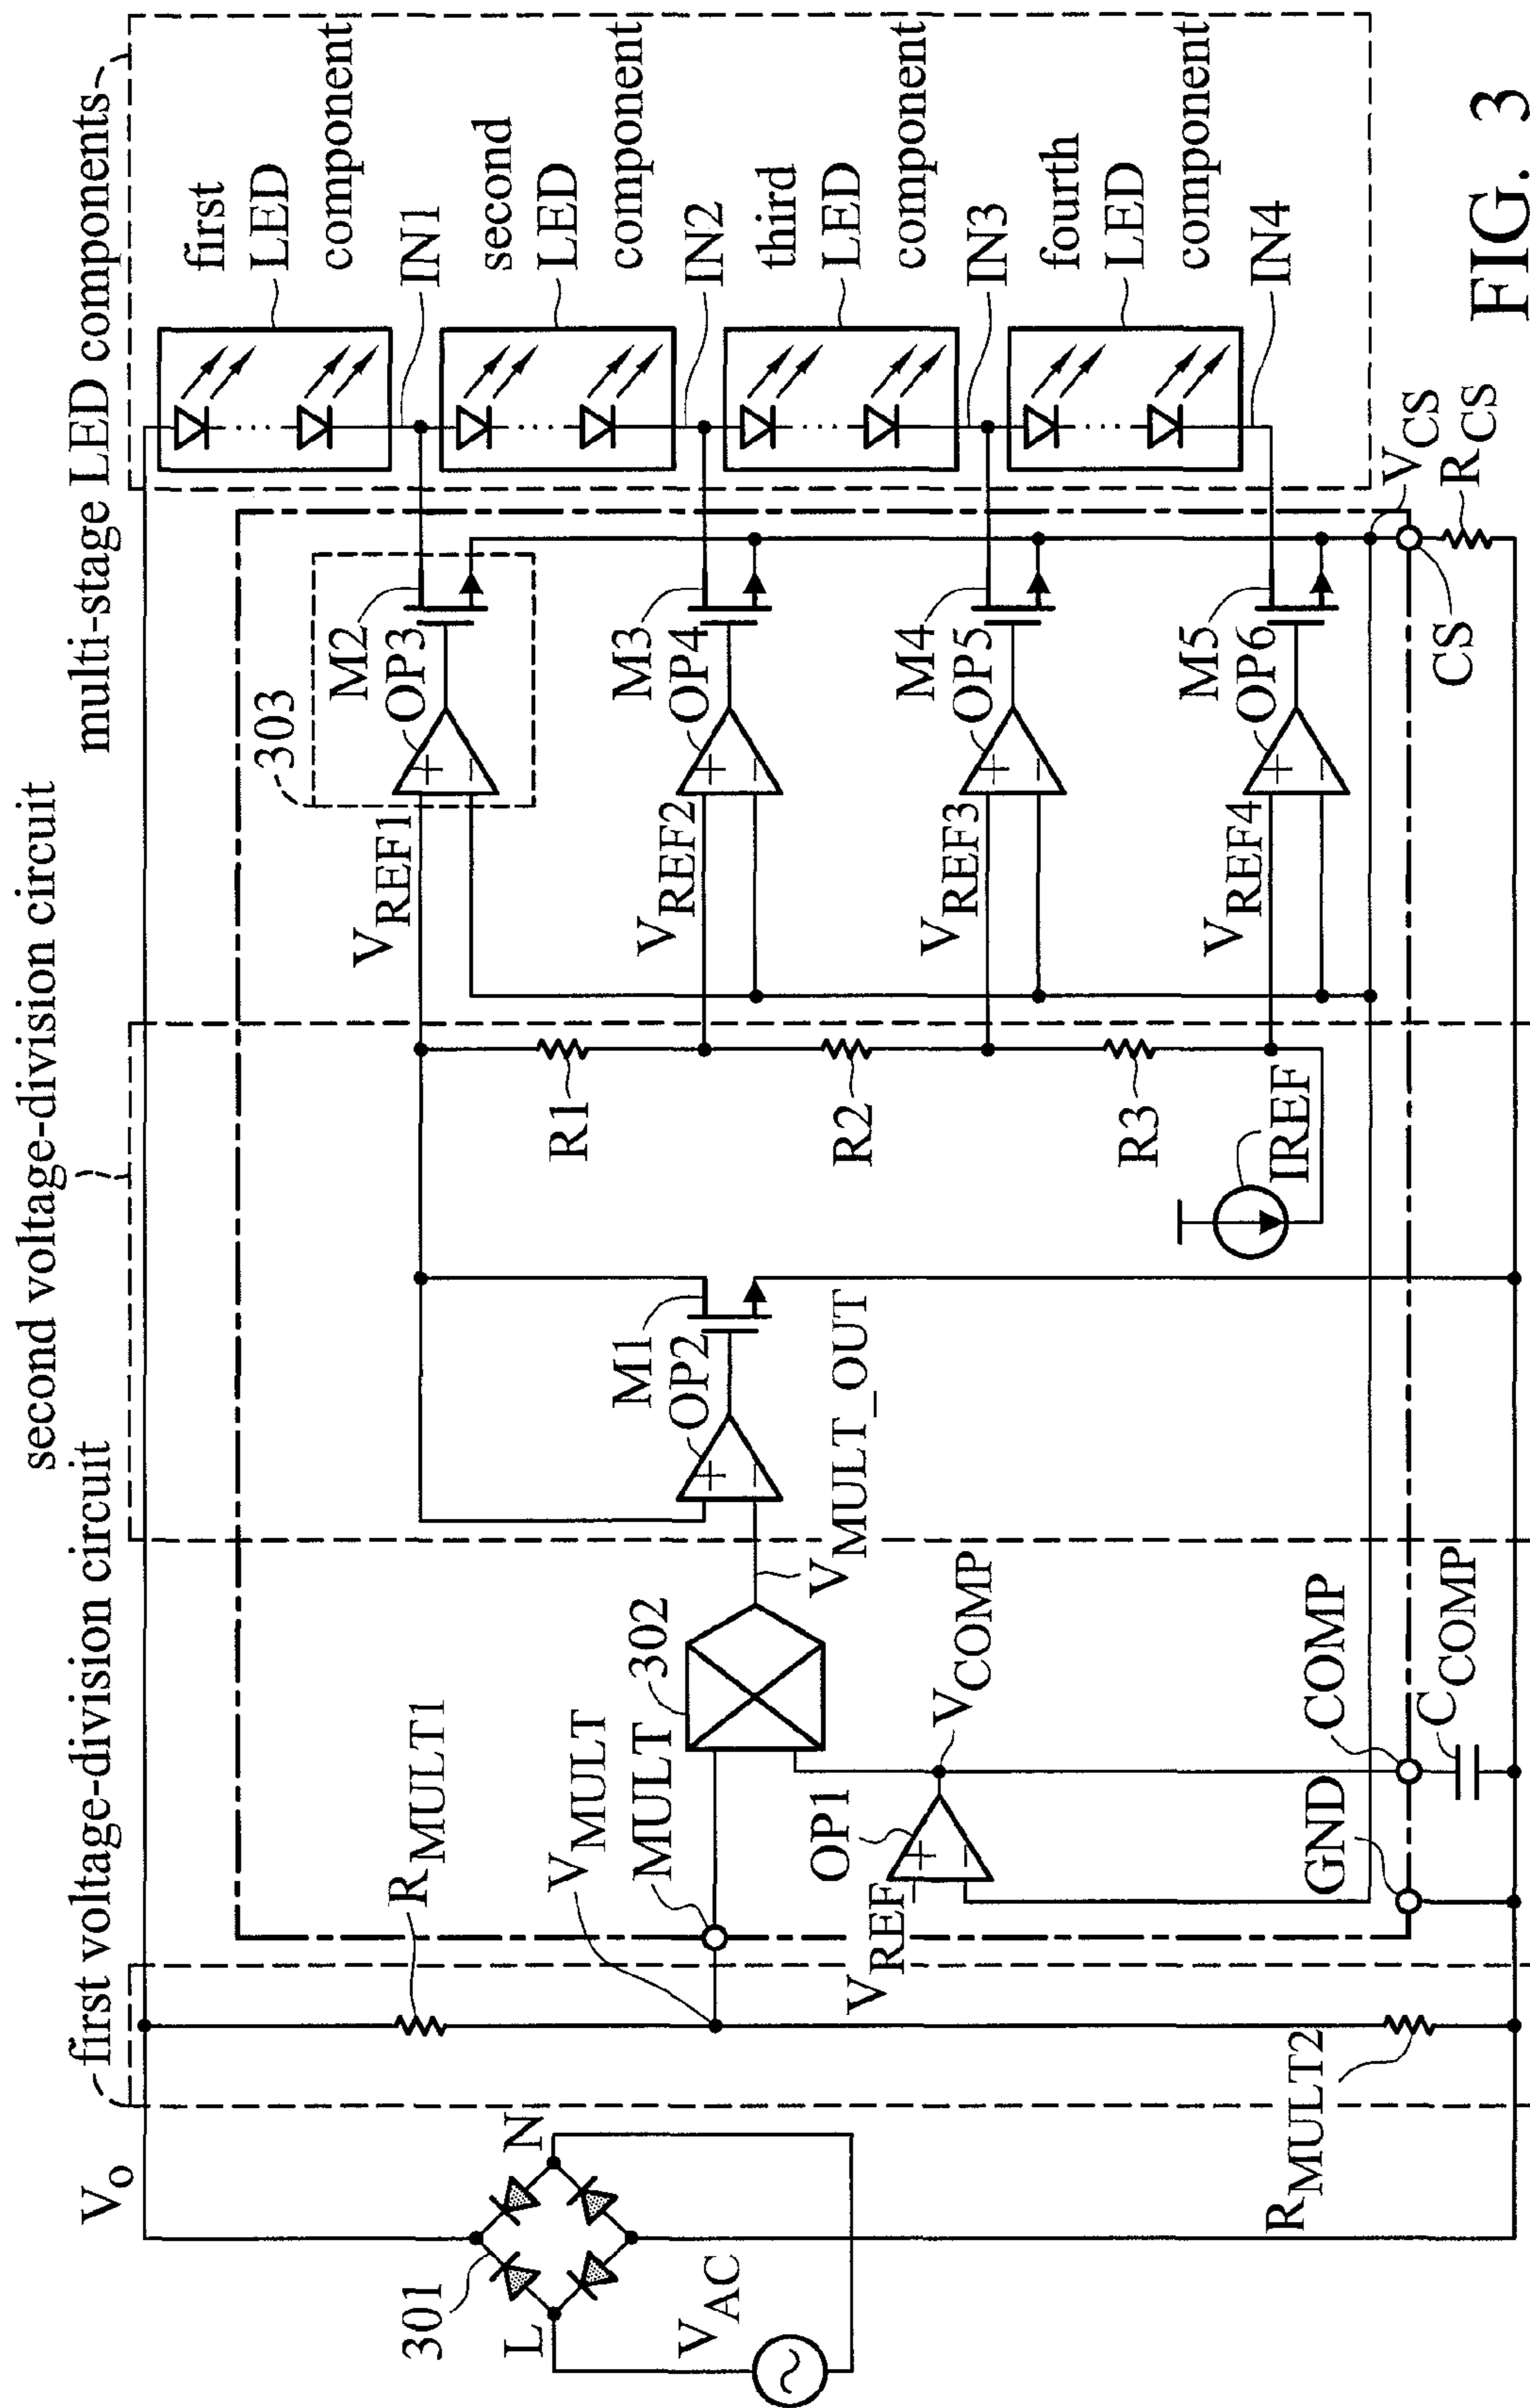 second voltage-division circuit
first voltage-division circuit
multi-stage LED components
Vo
RMULT1
VMULT
MULT
302
301
L
N
VAC
RMULT2
VREF
OP1
VCOMP
GND
COMP
CCOMP
VMULT_OUT
M1
OP2
+
−
+
−
R1
R2
R3
IREF
303
VREF1
VREF2
VREF3
VREF4
M2
OP3
+
−
M3
OP4
+
−
M4
OP5
+
−
M5
OP6
+
−
first
LED
component
IN1
second
LED
component
IN2
third
LED
component
IN3
fourth
LED
component
IN4
VCS
RCS
CS
FIG. 3